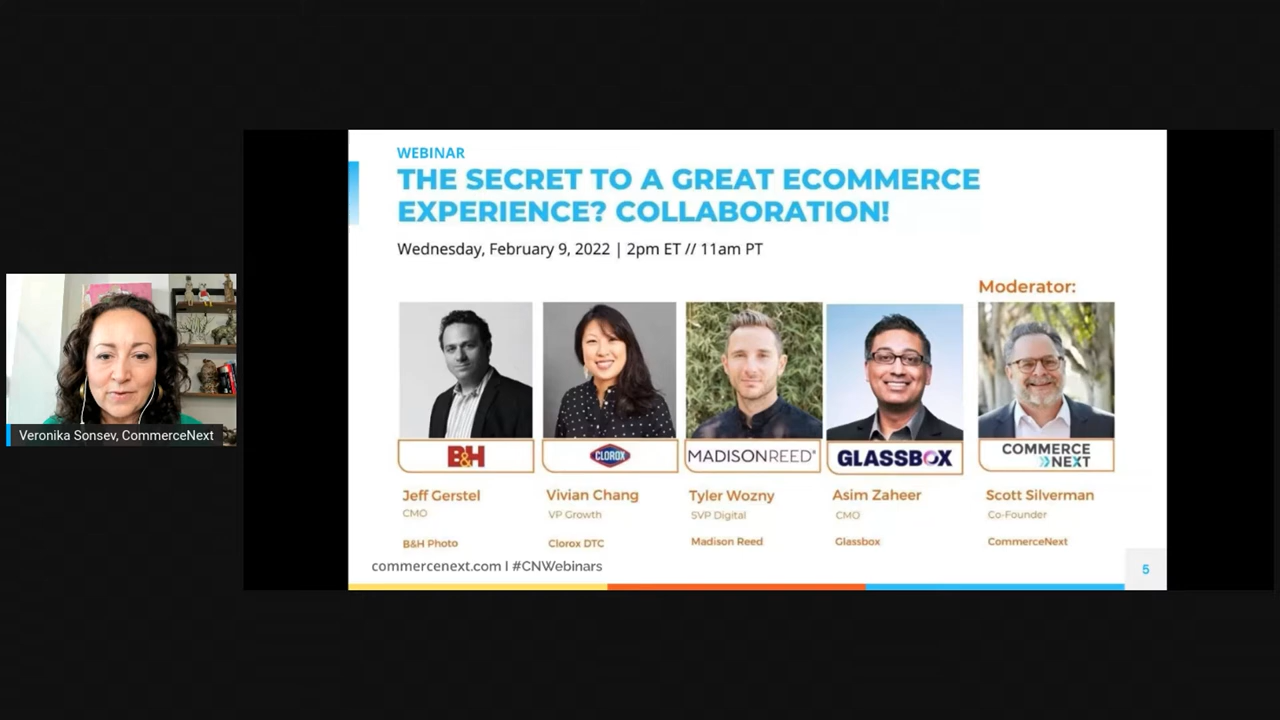 WEBINAR
THE SECRET TO A GREAT ECOMMERCE
EXPERIENCE? COLLABORATION!
Wednesday, February 9, 2022 | 2pm ET // 11am PT
Moderator:
B&H
CLOROX
MADISONREED®
GLASSBOX
COMMERCE
NEXT
Jeff Gerstel
CMO
B&H Photo
Vivian Chang
VP Growth
Clorox DTC
Tyler Wozny
SVP Digital
Madison Reed
Asim Zaheer
CMO
Glassbox
Scott Silverman
Co-Founder
CommerceNext
commercenext.com I #CNWebinars
5
Veronika Sonsev, CommerceNext